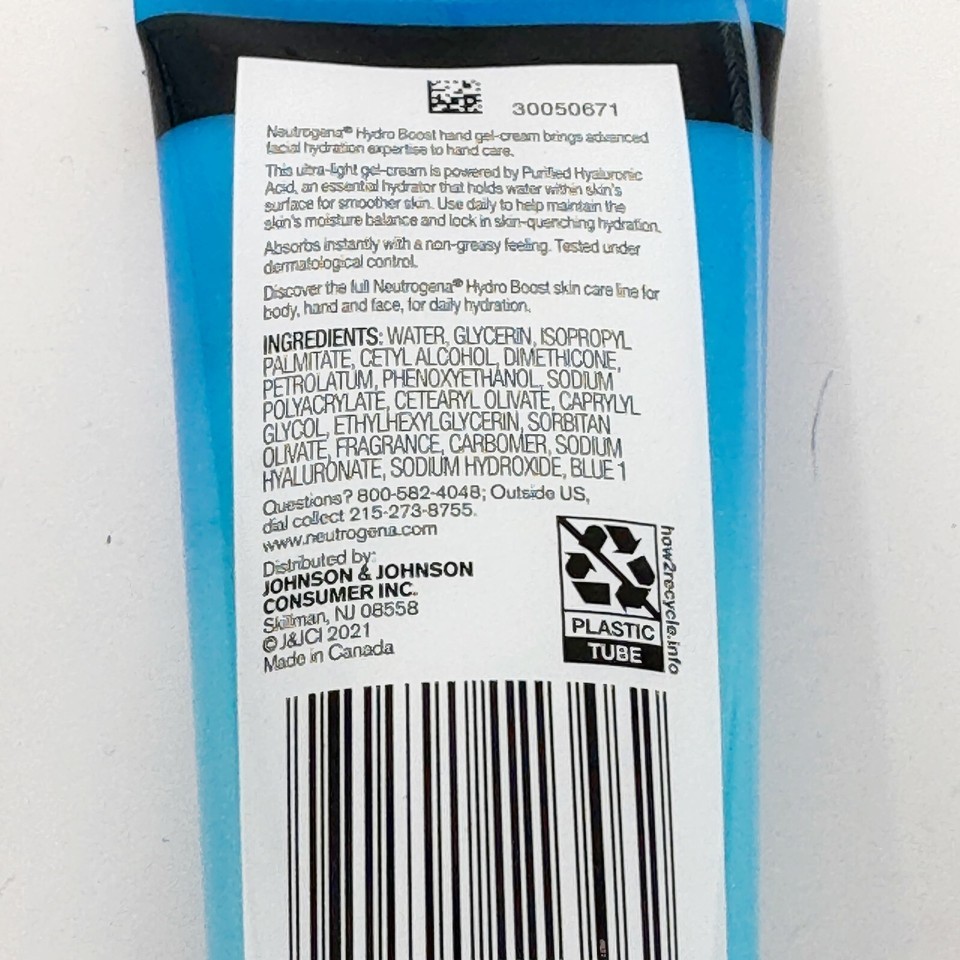 30050671
Neutrogena® Hydro Boost hand gel-cream brings advanced
facial hydration expertise to hand care.
This ultra-light gel-cream is powered by Purified Hyaluronic
Acid, an essential hydrator that holds water within skin's
surface for smoother skin. Use daily to help maintain the
skin's moisture balance and lock in skin-quenching hydration.
Absorbs instantly with a non-greasy feeling. Tested under
dermatological control.
Discover the full Neutrogena® Hydro Boost skin care line for
body, hand and face, for daily hydration.
INGREDIENTS: WATER, GLYCERIN, ISOPROPYL
PALMITATE, CETYL ALCOHOL, DIMETHICONE,
PETROLATUM, PHENOXYETHANOL, SODIUM
POLYACRYLATE, CETEARYL OLIVATE, CAPRYLYL
GLYCOL, ETHYLHEXYLGLYCERIN, SORBITAN
OLIVATE, FRAGRANCE, CARBOMER, SODIUM
HYALURONATE, SODIUM HYDROXIDE, BLUE 1
Questions? 800-582-4048; Outside US,
dial collect 215-273-8755.
www.neutrogena.com
Distributed by:
JOHNSON & JOHNSON
CONSUMER INC.
Skillman, NJ 08558
© J&JCI 2021
Made in Canada
PLASTIC
TUBE
how2recycle.info